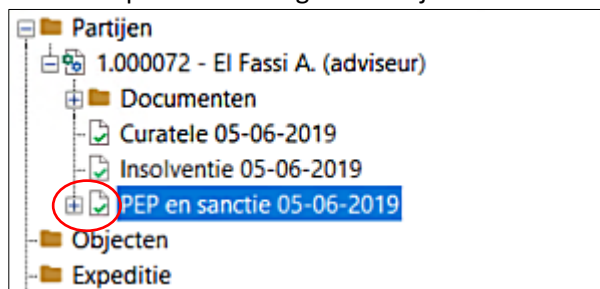 Partijen
1.000072 - El Fassi A. (adviseur)
Documenten
Curatele 05-06-2019
Insolventie 05-06-2019
PEP en sanctie 05-06-2019
Objecten
Expeditie